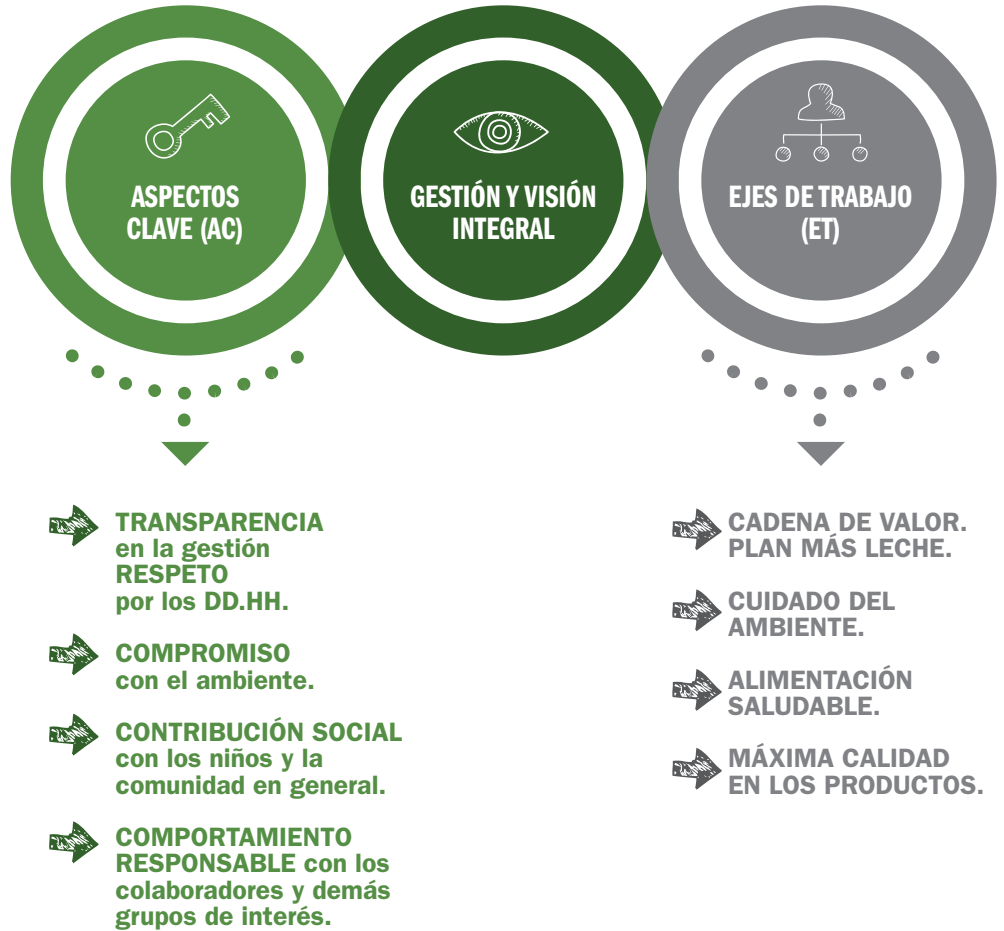 ASPECTOS
CLAVE (AC)
GESTIÓN Y VISIÓN
INTEGRAL
EJES DE TRABAJO
(ET)
TRANSPARENCIA
en la gestión
RESPETO
por los DD.HH.
COMPROMISO
con el ambiente.
CONTRIBUCIÓN SOCIAL
con los niños y la
comunidad en general.
COMPORTAMIENTO
RESPONSABLE con los
colaboradores y demás
grupos de interés.
CADENA DE VALOR.
PLAN MÁS LECHE.
CUIDADO DEL
AMBIENTE.
ALIMENTACIÓN
SALUDABLE.
MÁXIMA CALIDAD
EN LOS PRODUCTOS.